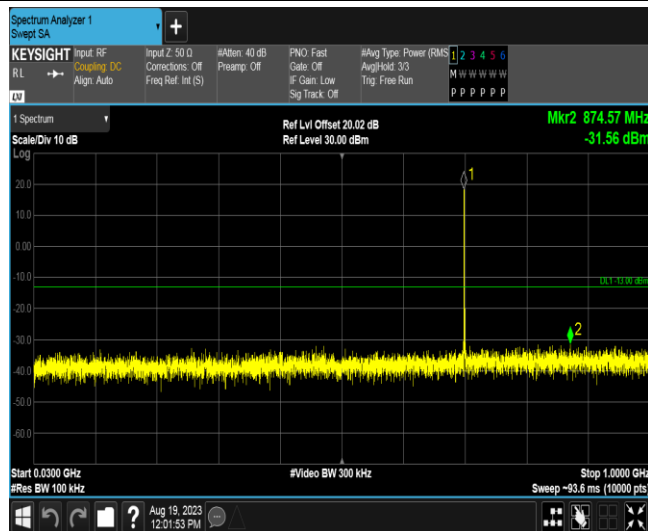 Spectrum Analyzer 1
Swept SA
+
KEYSIGHT
RL
LXI
Input: RF
Coupling: DC
Align: Auto
Input Z: 50 Ω
Corrections: Off
Freq Ref: Int (S)
#Atten: 40 dB
Preamp: Off
PNO: Fast
Gate: Off
IF Gain: Low
Sig Track: Off
#Avg Type: Power (RMS
Avg|Hold: 3/3
Trig: Free Run
1 2 3 4 5 6
M W W W W W
P P P P P P
1 Spectrum
Scale/Div 10 dB
Log
Ref Lvl Offset 20.02 dB
Ref Level 30.00 dBm
Mkr2 874.57 MHz
-31.56 dBm
20.0
10.0
0.00
-10.0
-20.0
-30.0
-40.0
-50.0
-60.0
1
DL1 -13.00 dBm
2
Start 0.0300 GHz
#Res BW 100 kHz
#Video BW 300 kHz
Stop 1.0000 GHz
Sweep ~93.6 ms (10000 pts)
?
Aug 19, 2023
12:01:53 PM